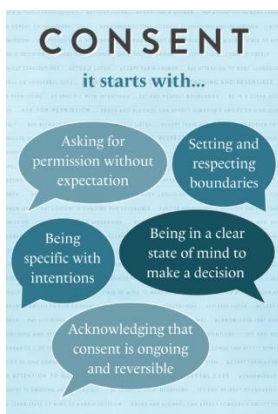 CONSENT
it starts with...
Asking for
permission without
expectation
Setting and
respecting
boundaries
Being
specific with
intentions
Being in a clear
state of mind to
make a decision
Acknowledging that
consent is ongoing
and reversible